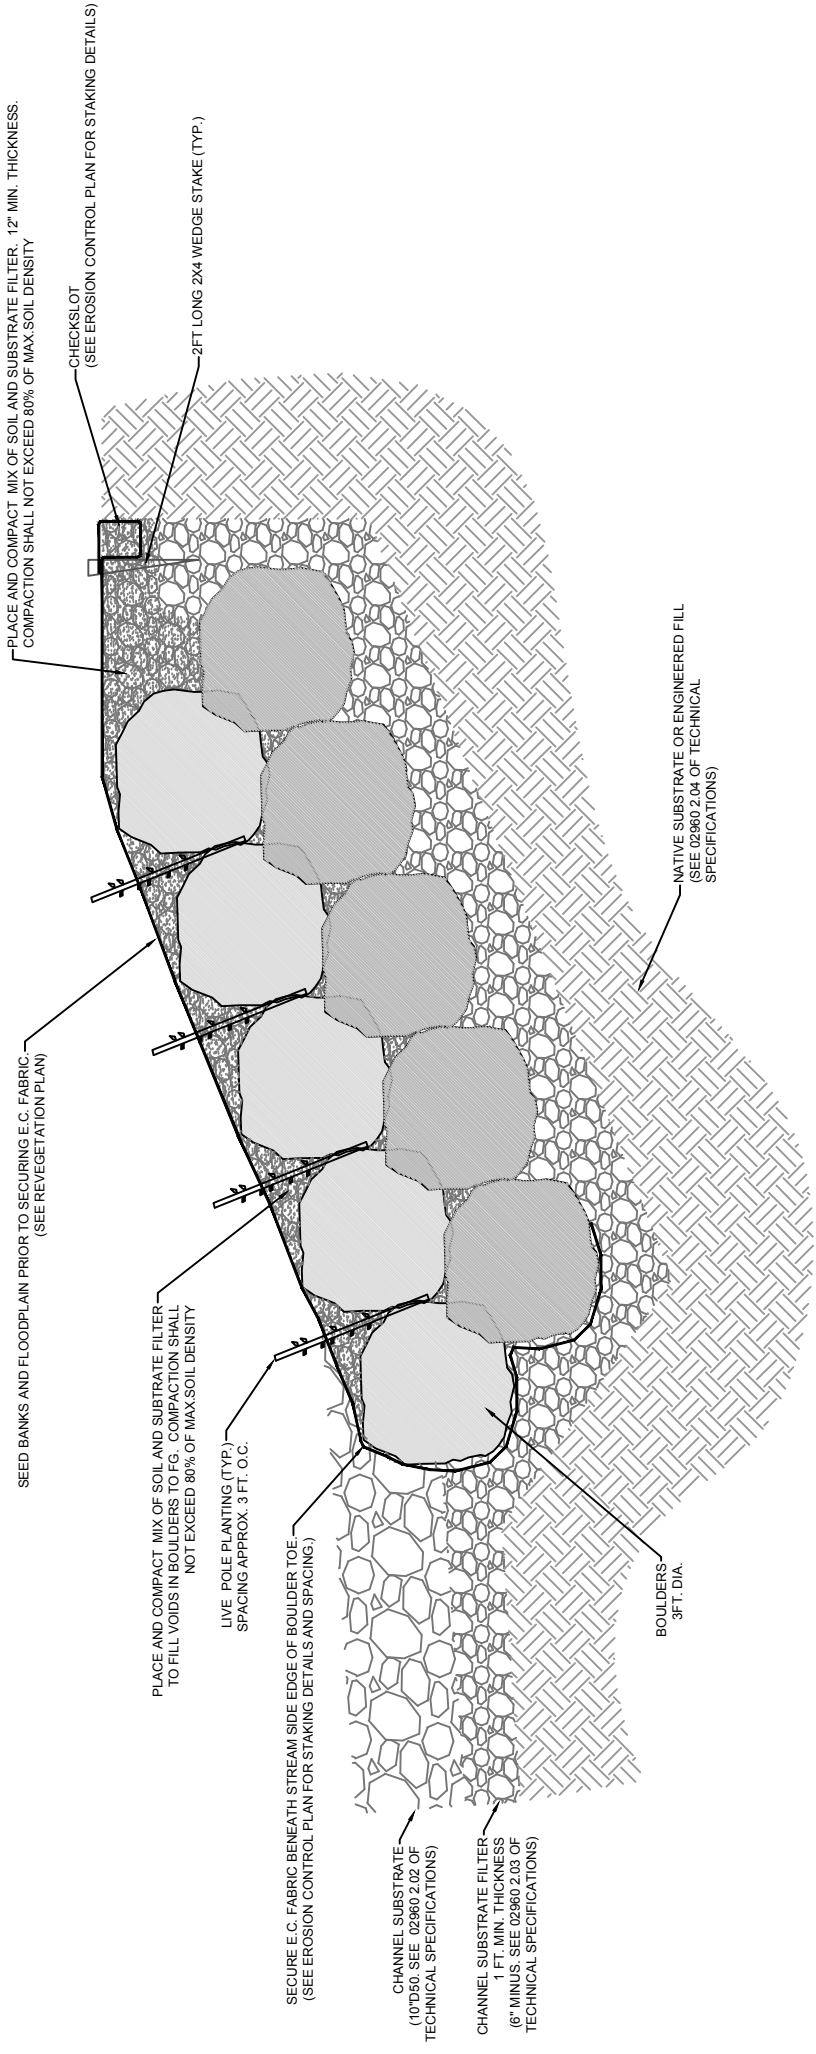 PLACE AND COMPACT MIX OF SOIL AND SUBSTRATE FILTER. 12" MIN. THICKNESS.
COMPACTION SHALL NOT EXCEED 80% OF MAX.SOIL DENSITY
CHECKSLOT
(SEE EROSION CONTROL PLAN FOR STAKING DETAILS)
2FT LONG 2X4 WEDGE STAKE (TYP.)
SEED BANKS AND FLOODPLAIN PRIOR TO SECURING E.C. FABRIC.
(SEE REVEGETATION PLAN)
PLACE AND COMPACT MIX OF SOIL AND SUBTRATE FILTER
TO FILL VOIDS IN BOULDERS TO FG. COMPACTION SHALL
NOT EXCEED 80% OF MAX.SOIL DENSITY
LIVE POLE PLANTING (TYP.)
SPACING APPROX. 3 FT. O.C.
SECURE E.C. FABRIC BENEATH STREAM SIDE EDGE OF BOULDER TOE.
(SEE EROSION CONTROL PLAN FOR STAKING DETAILS AND SPACING.)
CHANNEL SUBSTRATE
(10"D50. SEE 02960 2.02 OF
TECHNICAL SPECIFICATIONS)
CHANNEL SUBSTRATE FILTER
1 FT. MIN. THICKNESS
(6" MINUS. SEE 02960 2.03 OF
TECHNICAL SPECIFICATIONS)
BOULDERS
3FT. DIA.
NATIVE SUBSTRATE OR ENGINEERED FILL
(SEE 02960 2.04 OF TECHNICAL
SPECIFICATIONS)